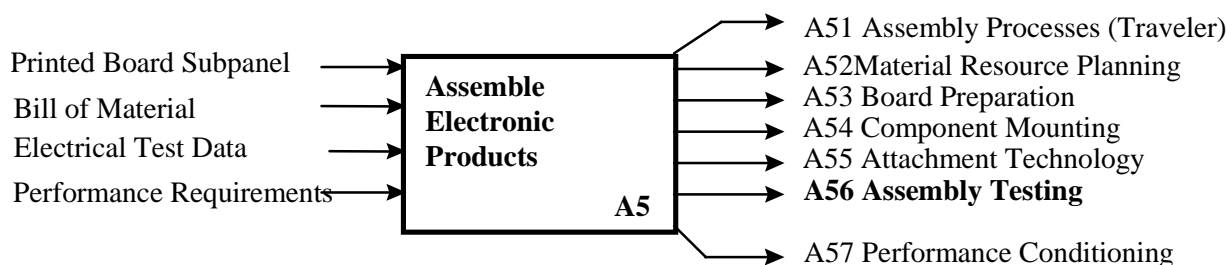 Printed Board Subpanel
Bill of Material
Electrical Test Data
Performance Requirements
Assemble
Electronic
Products
A5
A51 Assembly Processes (Traveler)
A52Material Resource Planning
A53 Board Preparation
A54 Component Mounting
A55 Attachment Technology
A56 Assembly Testing
A57 Performance Conditioning